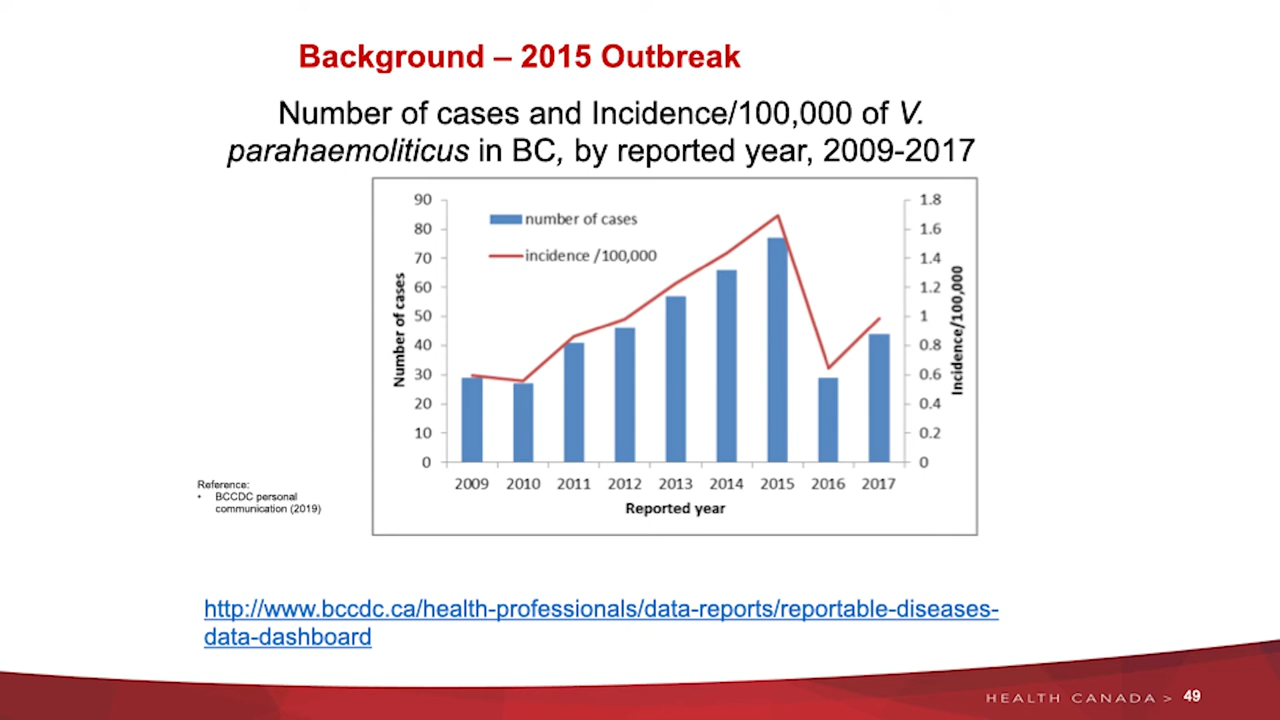 Background – 2015 Outbreak
Number of cases and Incidence/100,000 of V.
parahaemoliticus in BC, by reported year, 2009-2017
number of cases
incidence /100,000
Number of cases
90
80
70
60
50
40
30
20
10
0
1.8
1.6
1.4
1.2
1
0.8
0.6
0.4
0.2
0
Incidence/100,000
2009 2010 2011 2012 2013 2014 2015 2016 2017
Reported year
Reference:
• BCCDC personal
communication (2019)
http://www.bccdc.ca/health-professionals/data-reports/reportable-diseases-
data-dashboard
HEALTH CANADA > 49